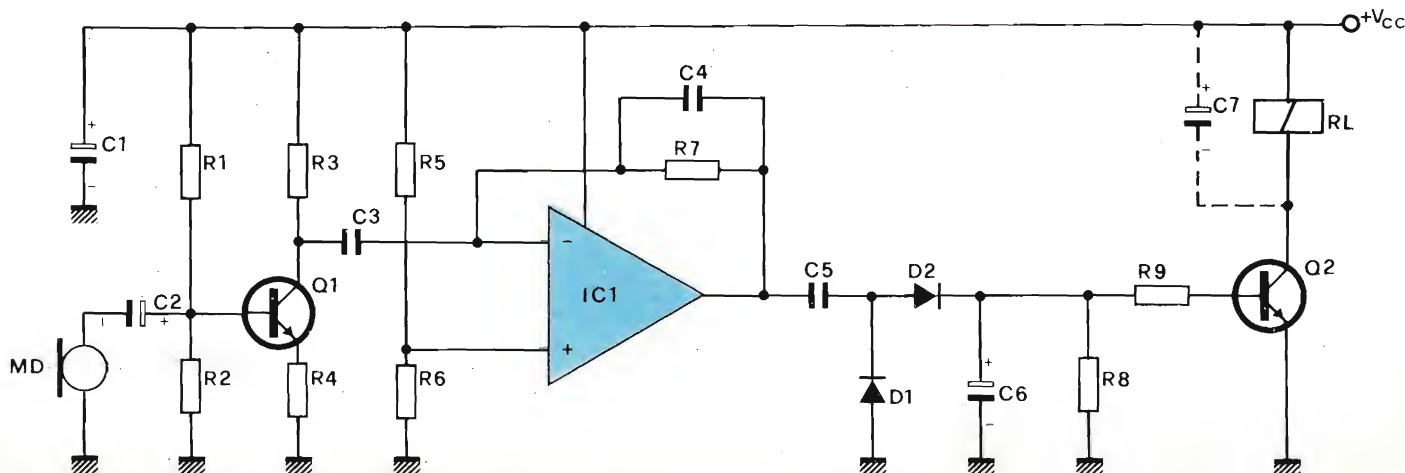 +VCC
C4
C7
RL
C1
R1
R3
R5
R7
C3
Q1
C2
IC1
C5
D2
R9
Q2
MD
R2
R4
R6
D1
C6
R8